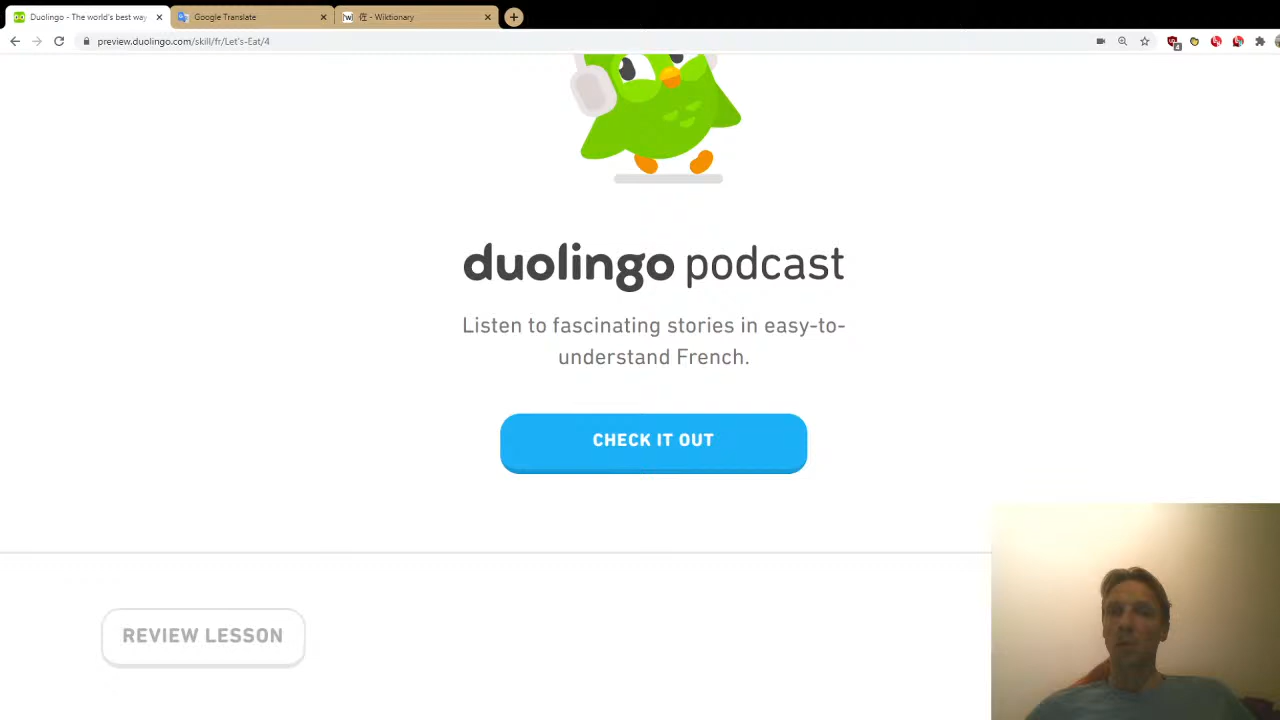 Duolingo - The world's best way
Google Translate
佐 - Wiktionary
preview.duolingo.com/skill/fr/Let's-Eat/4
duolingo podcast
Listen to fascinating stories in easy-to-
understand French.
CHECK IT OUT
REVIEW LESSON